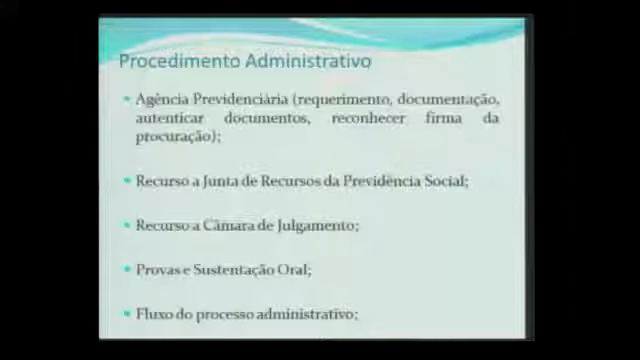 Procedimento Administrativo
• Agência Previdenciária (requerimento, documentação,
autenticar documentos, reconhecer firma da
procuração);
• Recurso a Junta de Recursos da Previdência Social;
• Recurso a Câmara de Julgamento;
• Provas e Sustentação Oral;
• Fluxo do processo administrativo;